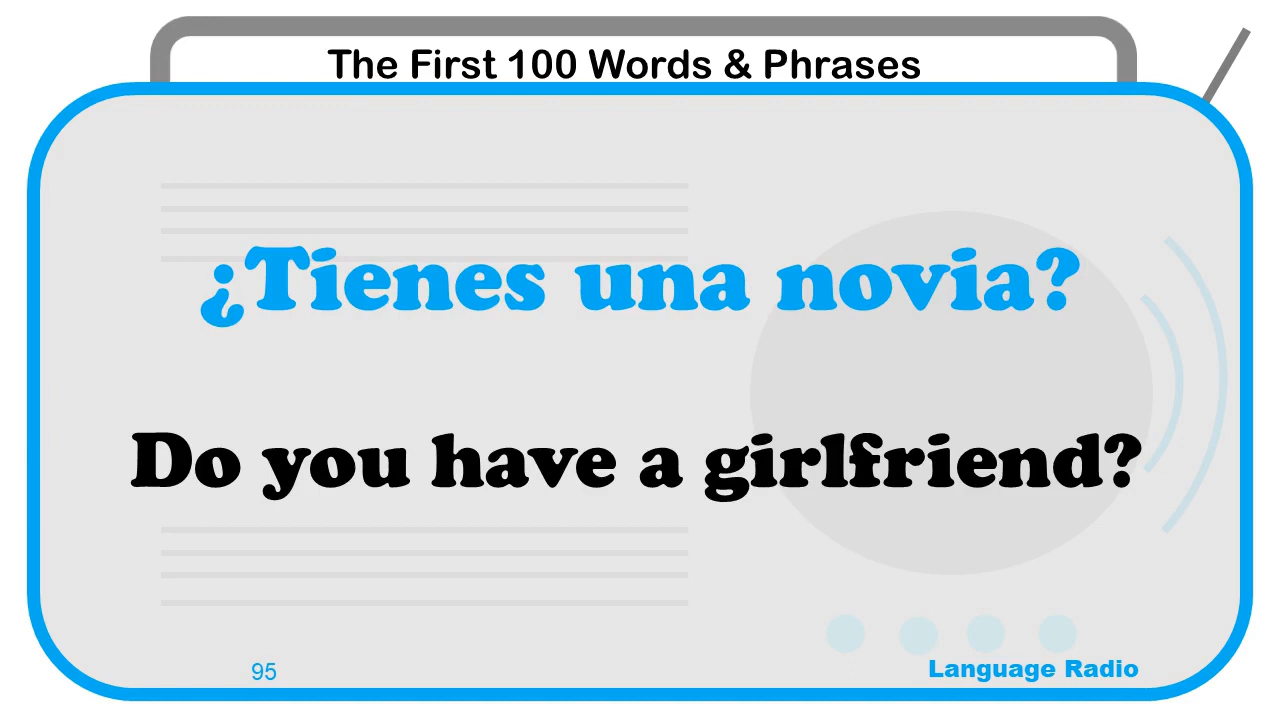 The First 100 Words & Phrases
¿Tienes una novia?
Do you have a girlfriend?
95
Language Radio